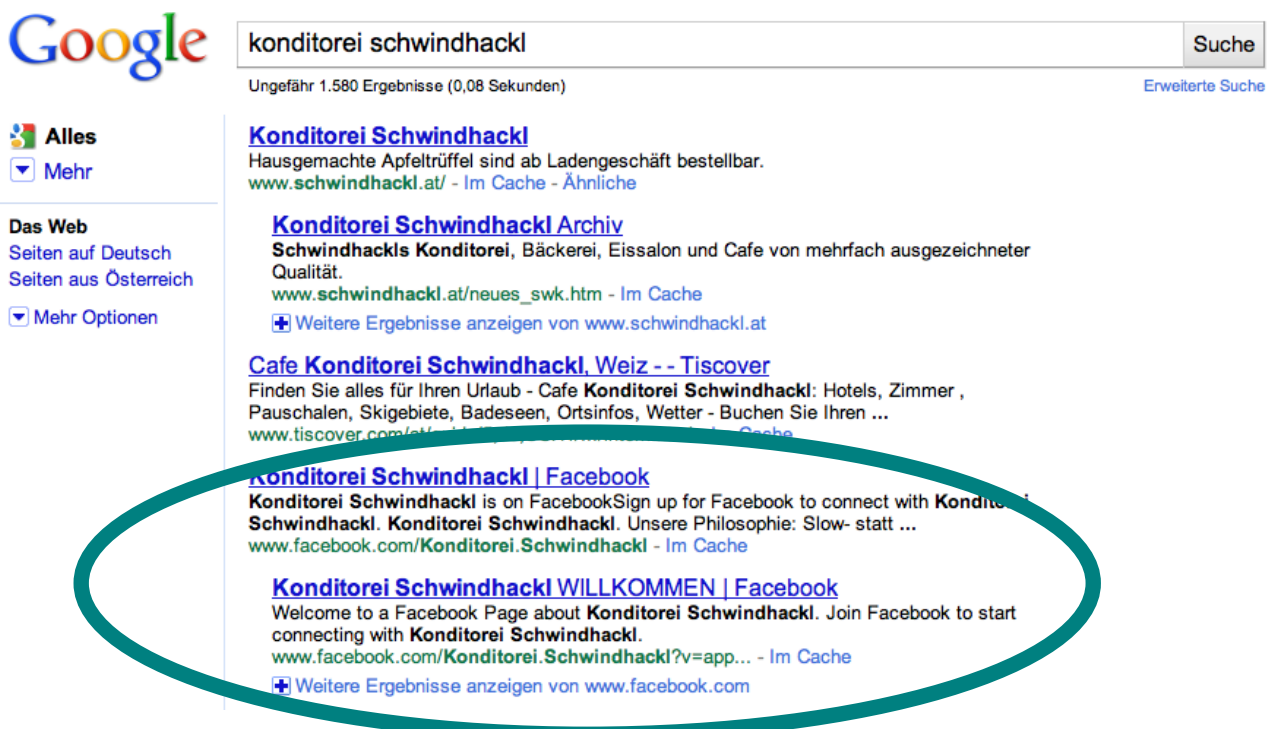 Google
konditorei schwindhackl
Suche
Ungefähr 1.580 Ergebnisse (0,08 Sekunden)
Erweiterte Suche
Alles
Mehr
Das Web
Seiten auf Deutsch
Seiten aus Österreich
Mehr Optionen
Konditorei Schwindhackl
Hausgemachte Apfeltrüffel sind ab Ladengeschäft bestellbar.
www.schwindhackl.at/ - Im Cache - Ähnliche
Konditorei Schwindhackl Archiv
Schwindhackls Konditorei, Bäckerei, Eissalon und Cafe von mehrfach ausgezeichneter
Qualität.
www.schwindhackl.at/neues_swk.htm - Im Cache
Weitere Ergebnisse anzeigen von www.schwindhackl.at
Cafe Konditorei Schwindhackl, Weiz - - Tiscover
Finden Sie alles für Ihren Urlaub - Cafe Konditorei Schwindhackl: Hotels, Zimmer ,
Pauschalen, Skigebiete, Badeseen, Ortsinfos, Wetter - Buchen Sie Ihren ...
www.tiscover.com/at/ Cache
Konditorei Schwindhackl | Facebook
Konditorei Schwindhackl is on FacebookSign up for Facebook to connect with Konditorei
Schwindhackl. Konditorei Schwindhackl. Unsere Philosophie: Slow- statt ...
www.facebook.com/Konditorei.Schwindhackl - Im Cache
Konditorei Schwindhackl WILLKOMMEN | Facebook
Welcome to a Facebook Page about Konditorei Schwindhackl. Join Facebook to start
connecting with Konditorei Schwindhackl.
www.facebook.com/Konditorei.Schwindhackl?v=app... - Im Cache
Weitere Ergebnisse anzeigen von www.facebook.com